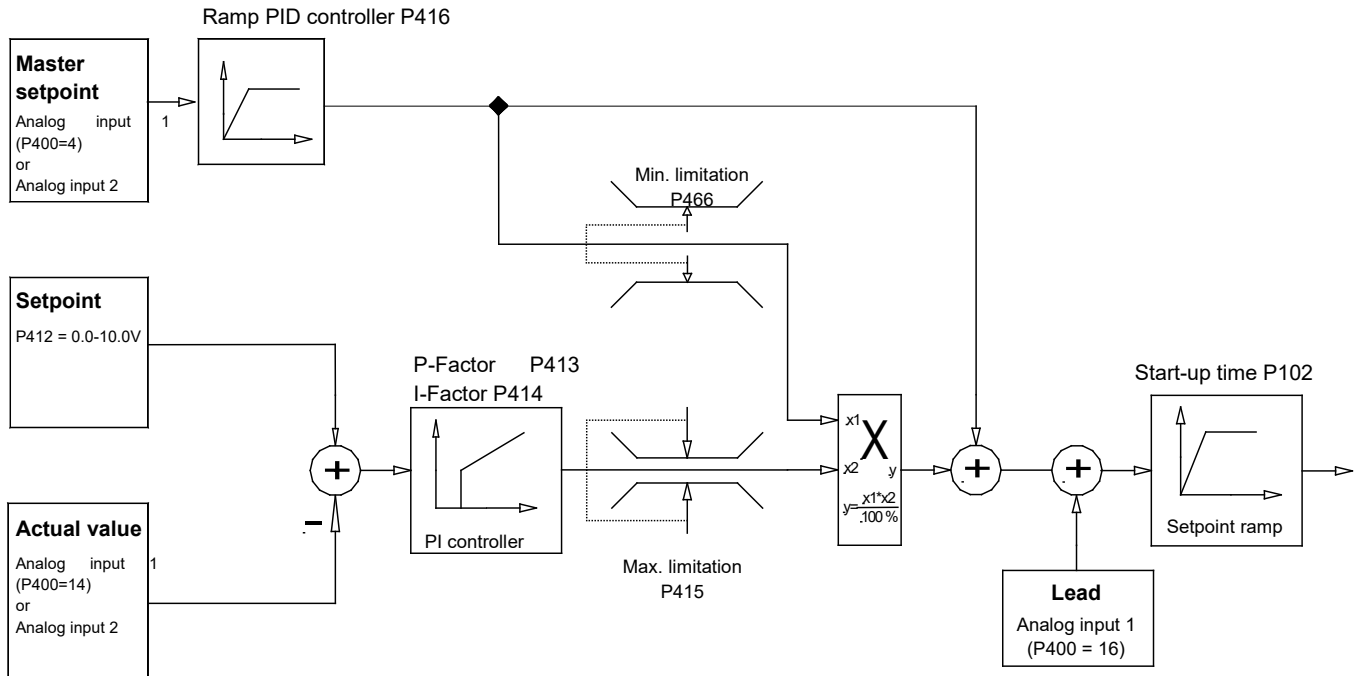 Ramp PID controller P416
Master
setpoint
Analog input 1
(P400=4)
or
Analog input 2
Min. limitation
P466
Setpoint
P412 = 0.0-10.0V
P-Factor P413
I-Factor P414
PI controller
+
-
Actual value
Analog input 1
(P400=14)
or
Analog input 2
Max. limitation
P415
x1
X
x2
y
y= x1*x2
100 %
+
+
Start-up time P102
Setpoint ramp
Lead
Analog input 1
(P400 = 16)